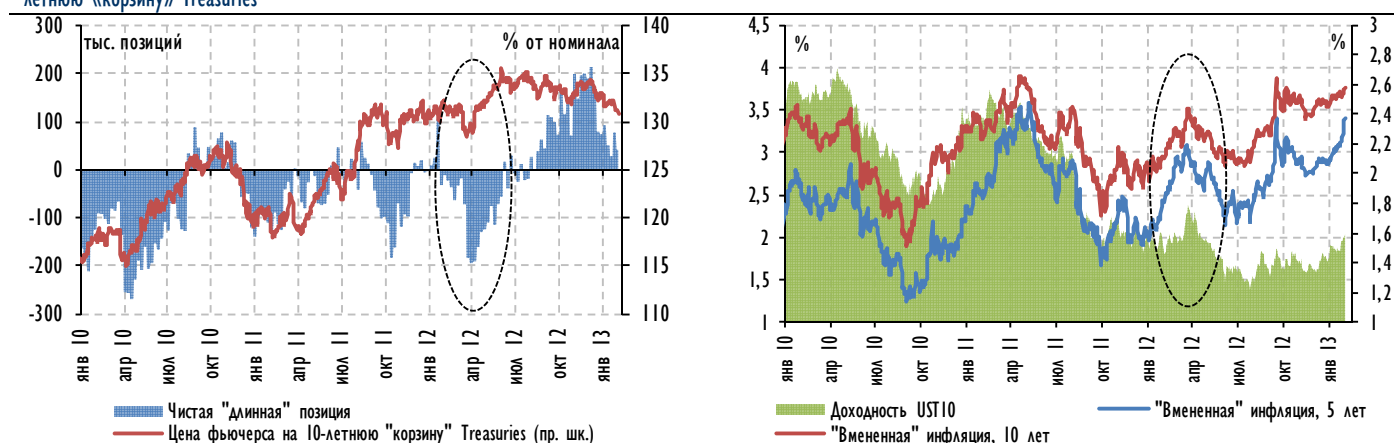 летнюю «корзину» Treasuries
тыс. позиций
% от номинала
300
200
100
0
-100
-200
-300
140
135
130
125
120
115
110
янв 10
апр 10
июл 10
окт 10
янв 11
апр 11
июл 11
окт 11
янв 12
апр 12
июл 12
окт 12
янв 13
Чистая "длинная" позиция
Цена фьючерса на 10-летнюю "корзину" Treasuries (пр. шк.)
%
%
4,5
4
3,5
3
2,5
2
1,5
1
3
2,8
2,6
2,4
2,2
2
1,8
1,6
1,4
1,2
1
янв 10
апр 10
июл 10
окт 10
янв 11
апр 11
июл 11
окт 11
янв 12
апр 12
июл 12
окт 12
янв 13
Доходность UST10
"Вмененная" инфляция, 5 лет
"Вмененная" инфляция, 10 лет